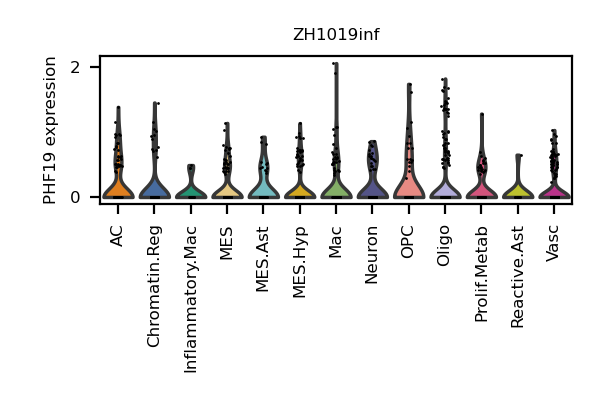 ZH1019inf
PHF19 expression
2
0
AC
Chromatin.Reg
Inflammatory.Mac
MES
MES.Ast
MES.Hyp
Mac
Neuron
OPC
Oligo
Prolif.Metab
Reactive.Ast
Vasc